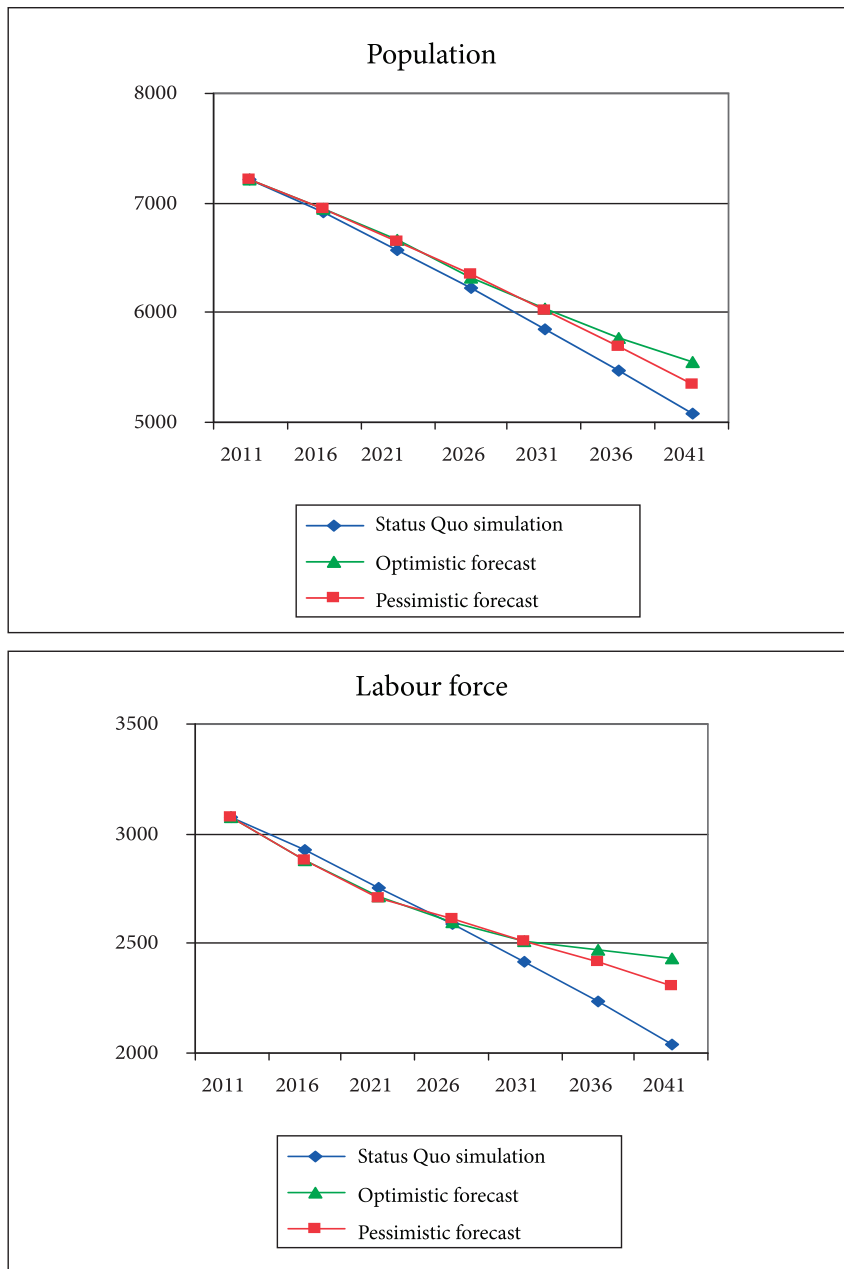 Population
8000
7000
6000
5000
2011 2016 2021 2026 2031 2036 2041
Status Quo simulation
Optimistic forecast
Pessimistic forecast
Labour force
3500
3000
2500
2000
2011 2016 2021 2026 2031 2036 2041
Status Quo simulation
Optimistic forecast
Pessimistic forecast